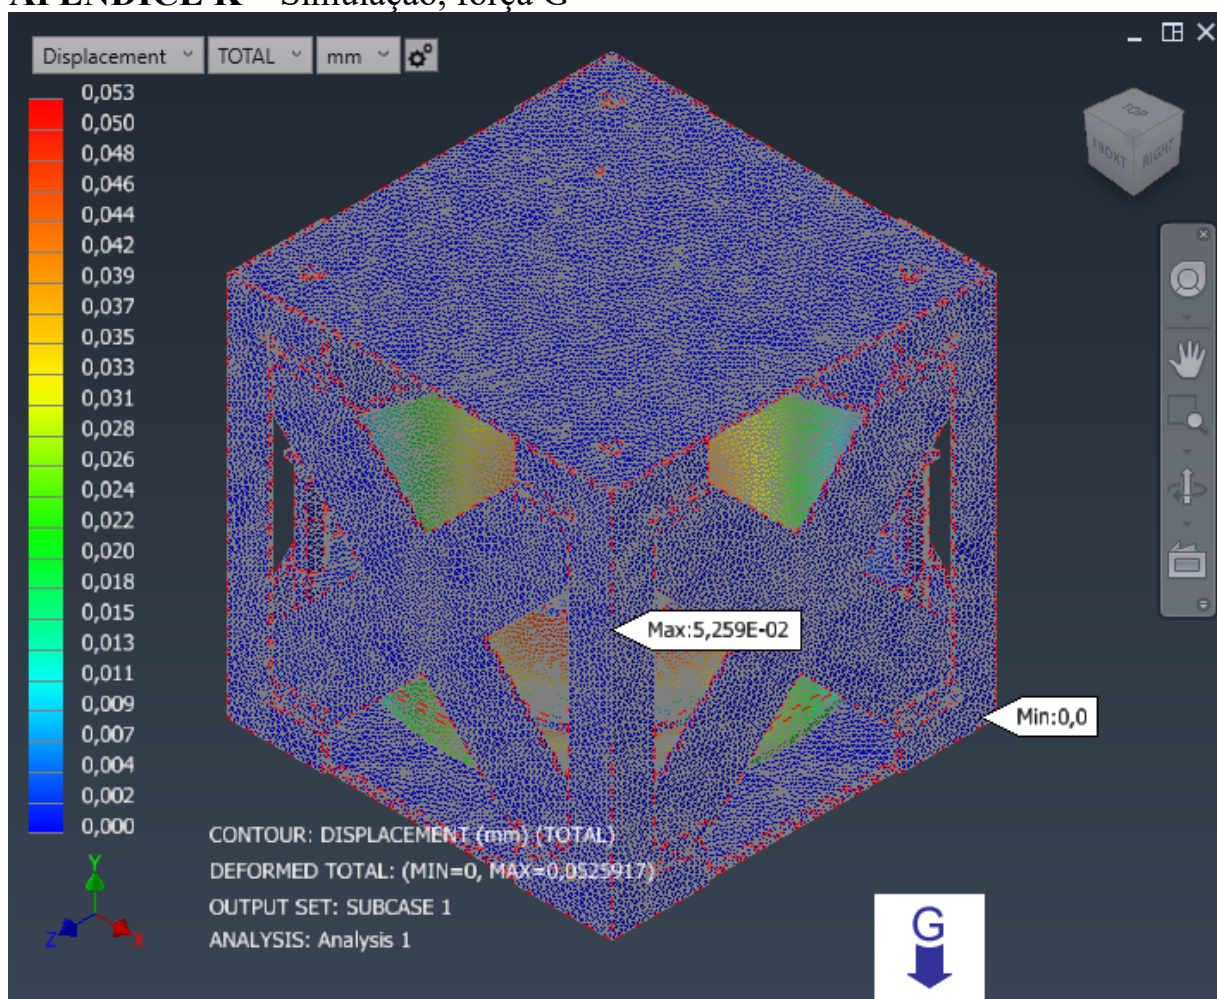 APÊNDICE K – Simulação, força G
Displacement TOTAL mm
0,053
0,050
0,048
0,046
0,044
0,042
0,039
0,037
0,035
0,033
0,031
0,028
0,026
0,024
0,022
0,020
0,018
0,015
0,013
0,011
0,009
0,007
0,004
0,002
0,000
TOP
FRONT RIGHT
Max:5,259E-02
Min:0,0
CONTOUR: DISPLACEMENT (mm) (TOTAL)
DEFORMED TOTAL: (MIN=0, MAX=0,0525917)
OUTPUT SET: SUBCASE 1
ANALYSIS: Analysis 1
Y
Z X
G